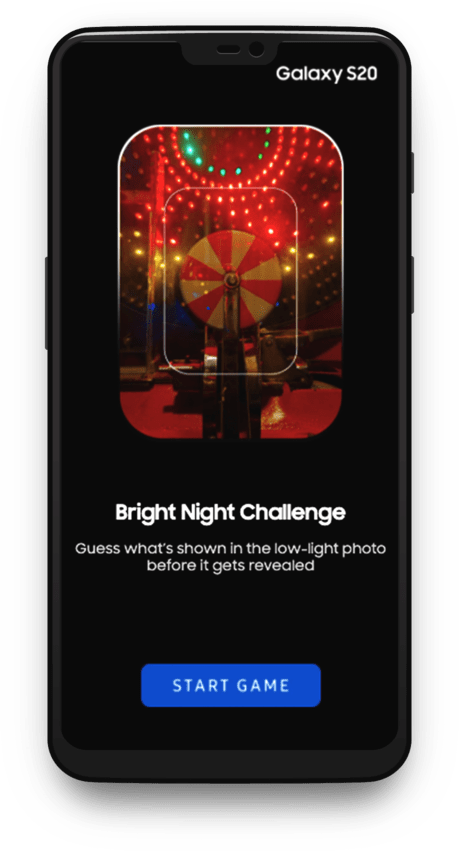 Galaxy S20
Bright Night Challenge
Guess what's shown in the low-light photo
before it gets revealed
START GAME